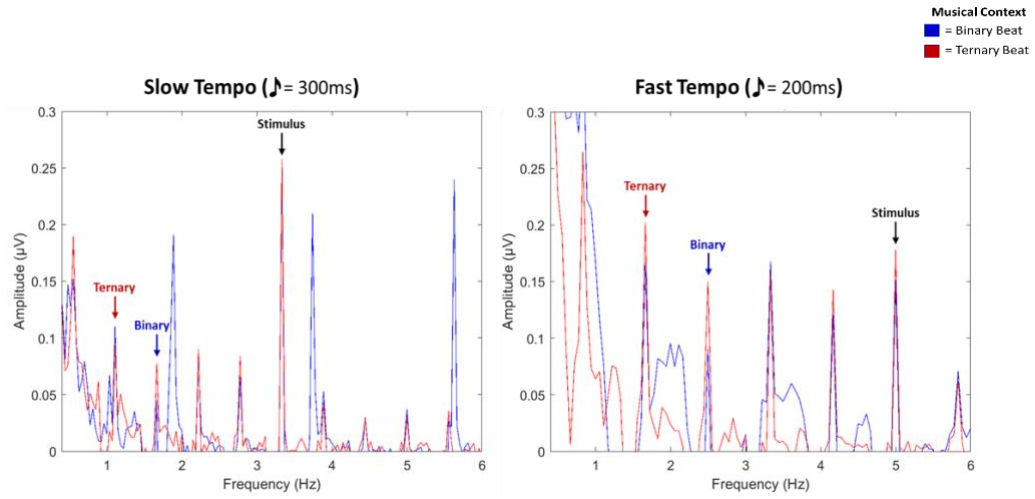 Musical Context
= Binary Beat
= Ternary Beat
Slow Tempo (♪= 300ms)
0.3
0.25
0.2
0.15
0.1
0.05
0
Amplitude (µV)
Stimulus
Ternary
Binary
1 2 3 4 5 6
Frequency (Hz)
Fast Tempo (♪= 200ms)
0.3
0.25
0.2
0.15
0.1
0.05
0
Amplitude (µV)
Ternary
Binary
Stimulus
1 2 3 4 5 6
Frequency (Hz)